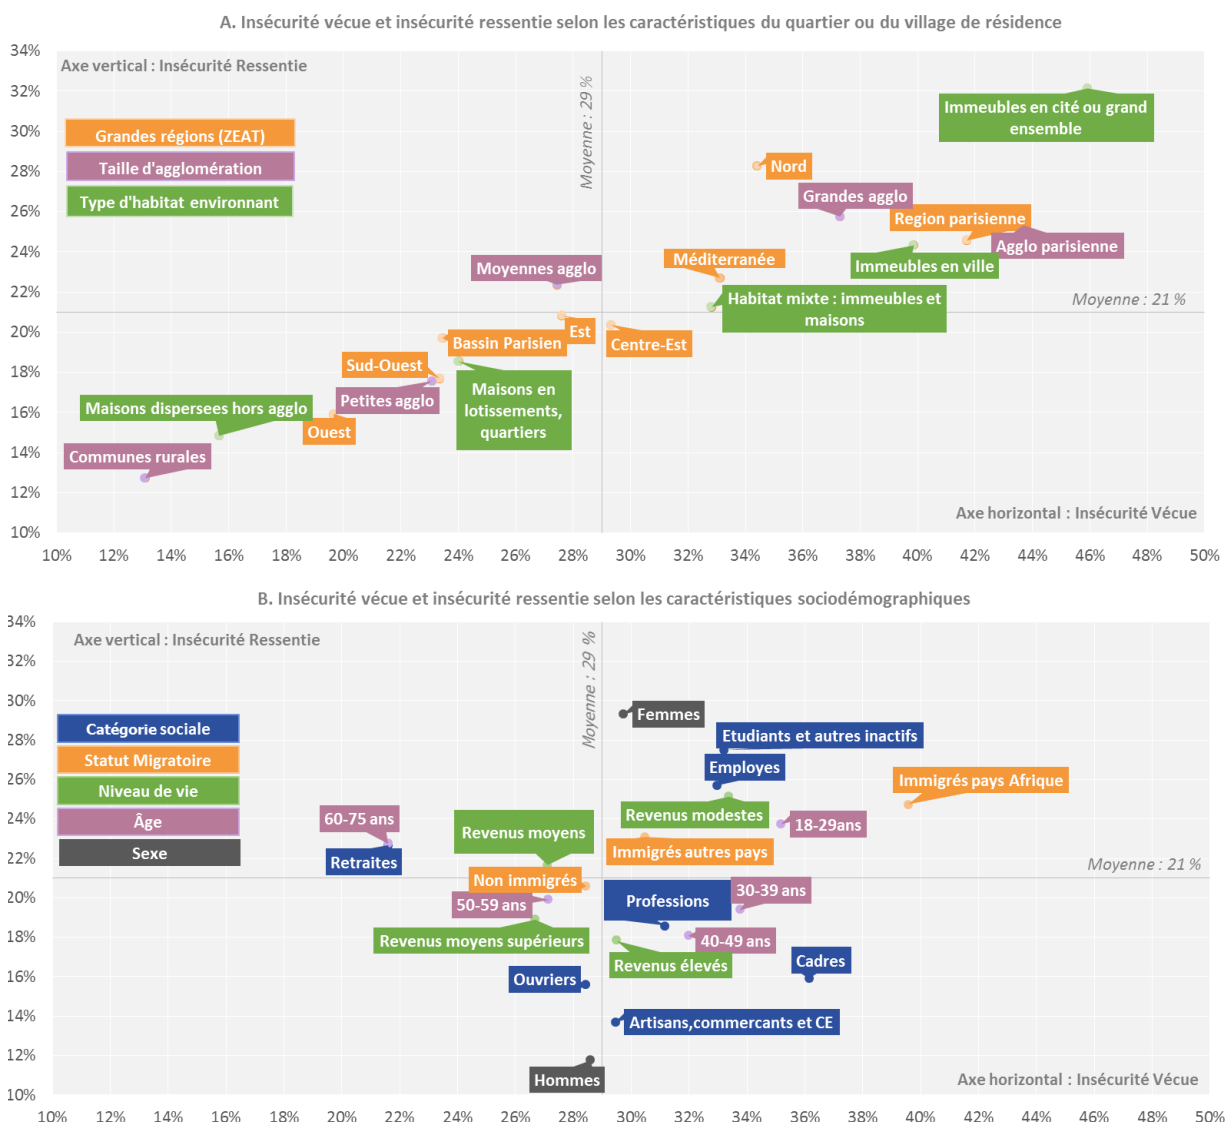 A. Insécurité vécue et insécurité ressentie selon les caractéristiques du quartier ou du village de résidence
34%
32%
30%
28%
26%
24%
22%
20%
18%
16%
14%
12%
10%
Axe vertical : Insécurité Ressentie
Moyenne : 29 %
Grandes régions (ZEAT)
Taille d'agglomération
Type d'habitat environnant
Immeubles en cité ou grand
ensemble
Nord
Grandes agglo
Region parisienne
Agglo parisienne
Immeubles en ville
Méditerranée
Moyennes agglo
Habitat mixte : immeubles et
maisons
Moyenne : 21 %
Est
Bassin Parisien
Centre-Est
Sud-Ouest
Petites agglo
Maisons en
lotissements,
quartiers
Maisons dispersees hors agglo
Ouest
Communes rurales
Axe horizontal : Insécurité Vécue
10% 12% 14% 16% 18% 20% 22% 24% 26% 28% 30% 32% 34% 36% 38% 40% 42% 44% 46% 48% 50%
B. Insécurité vécue et insécurité ressentie selon les caractéristiques sociodémographiques
34%
32%
30%
28%
26%
24%
22%
20%
18%
16%
14%
12%
10%
Axe vertical : Insécurité Ressentie
Moyenne : 29 %
Catégorie sociale
Statut Migratoire
Niveau de vie
Âge
Sexe
Femmes
Etudiants et autres inactifs
Employes
Immigrés pays Afrique
Revenus modestes
18-29ans
60-75 ans
Retraites
Revenus moyens
Immigrés autres pays
Moyenne : 21 %
Non immigrés
50-59 ans
Professions
30-39 ans
Revenus moyens supérieurs
40-49 ans
Revenus élevés
Cadres
Ouvriers
Artisans,commercants et CE
Hommes
Axe horizontal : Insécurité Vécue
10% 12% 14% 16% 18% 20% 22% 24% 26% 28% 30% 32% 34% 36% 38% 40% 42% 44% 46% 48% 50%